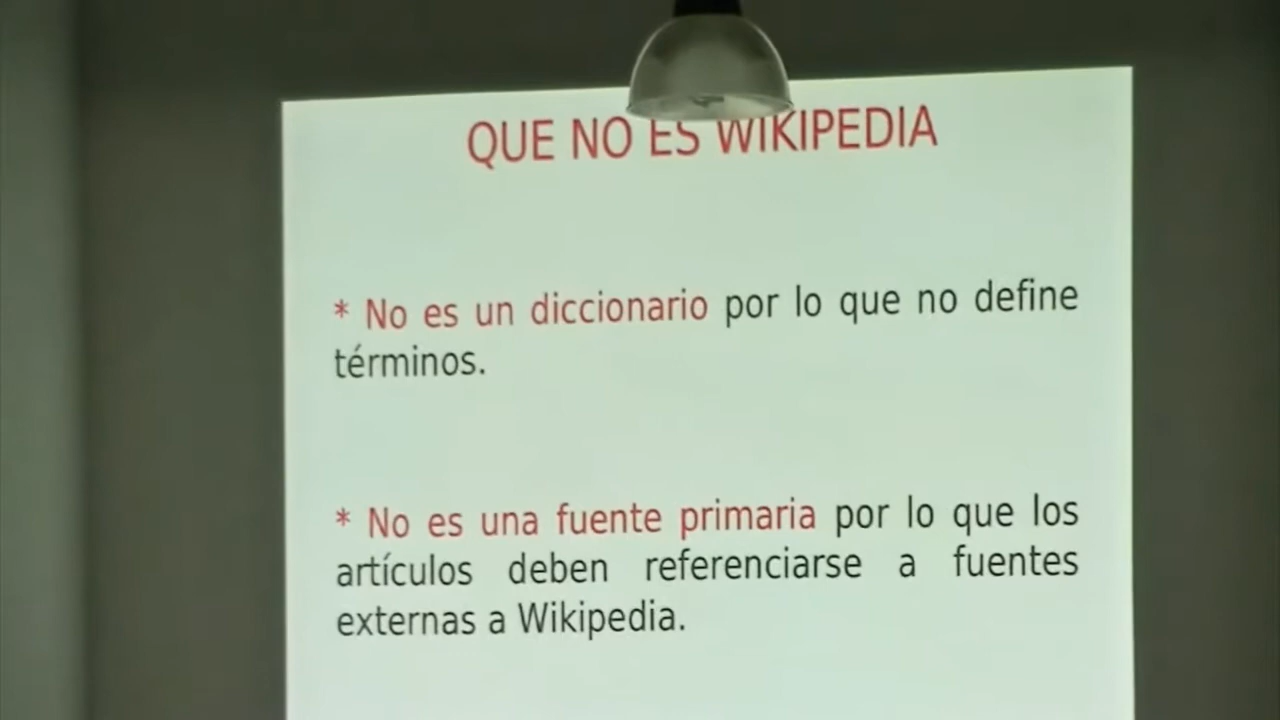 QUE NO ES WIKIPEDIA
* No es un diccionario por lo que no define
términos.
* No es una fuente primaria por lo que los
artículos deben referenciarse a fuentes
externas a Wikipedia.